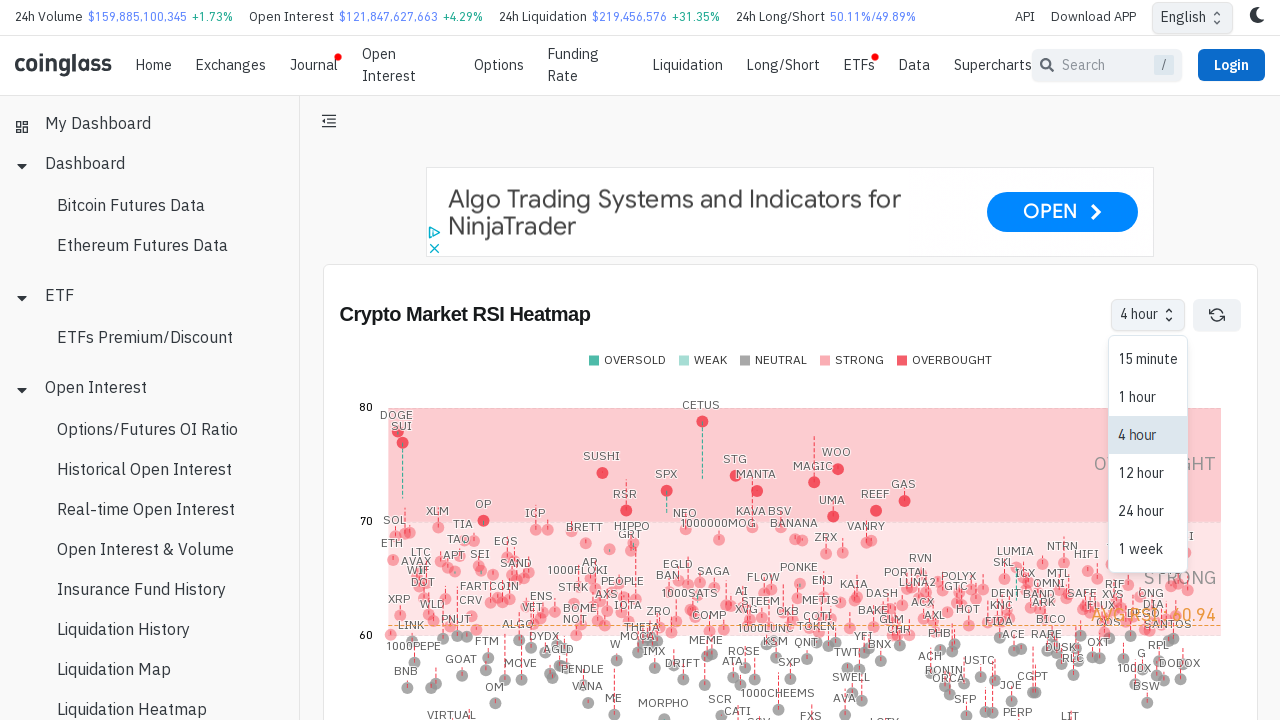 24h Volume $159,885,100,345 +1.73% Open Interest $121,847,627,663 +4.29% 24h Liquidation $219,456,576 +31.35% 24h Long/Short 50.11%/49.89% API Download APP English
coinglass Home Exchanges Journal Open Interest Options Funding Rate Liquidation Long/Short ETFs Data Supercharts Search / Login
My Dashboard
Dashboard
Bitcoin Futures Data
Ethereum Futures Data
ETF
ETFs Premium/Discount
Open Interest
Options/Futures OI Ratio
Historical Open Interest
Real-time Open Interest
Open Interest & Volume
Insurance Fund History
Liquidation History
Liquidation Map
Liquidation Heatmap
Algo Trading Systems and Indicators for
NinjaTrader
OPEN
Crypto Market RSI Heatmap
4 hour
15 minute
1 hour
4 hour
12 hour
24 hour
1 week
OVERSOLD WEAK NEUTRAL STRONG OVERBOUGHT
80
CETUS
DOGE
SUI
SUSHI SPX STG MANTA MAGIC WOO
RSR OP UMA REEF GAS
70
SOL XLM TIA ICP BRETT HIPPO GRT NEO KAVA BSV
1000000MOG BANANA ZRX VANRY
ETH TAO EOS
LTC APT SEI SAND AR EGLD PONKE RVN LUMIA NTRN HIFI
AVAX WIF 1000FLOKI BAN SAGA FLOW PORTAL POLYX SKL ICX MTL STRONG
DOT FARTCOIN STRK PEOPLE ENJ KAIA LUNA2 GTC OMNI RIF
XRP WLD CRV ENS AXS 1000SATS AI DASH DENT BAND SAFE XVS ONG
VET BOME IOTA STEEM METIS ACX HOT KNC ARK FLUX DIA
LINK PNUT NOT ZRO COMP XVG CKB COTI BAKE AXL FIDA BICO
ALGO THETA 1000LUNC TOKEN GLM CHR SANTOS
60
1000PEPE FTM DYDX MOCA MEME KSM QNT YFI PHB ACE RARE OXT RPL
BNB GOAT MOVE AGLD W IMX ROSE TWT BNX ACH USTC DUSK G
FENDLE DRIFT ATA SXP RONIN RLC 1000X DODOX
OM VANA ME MORPHO SCR 1000CHEEMS SWELL ORCA CGPT JOE BSW
VIRTUAL CATI FXS AVA SFP PERP LIT